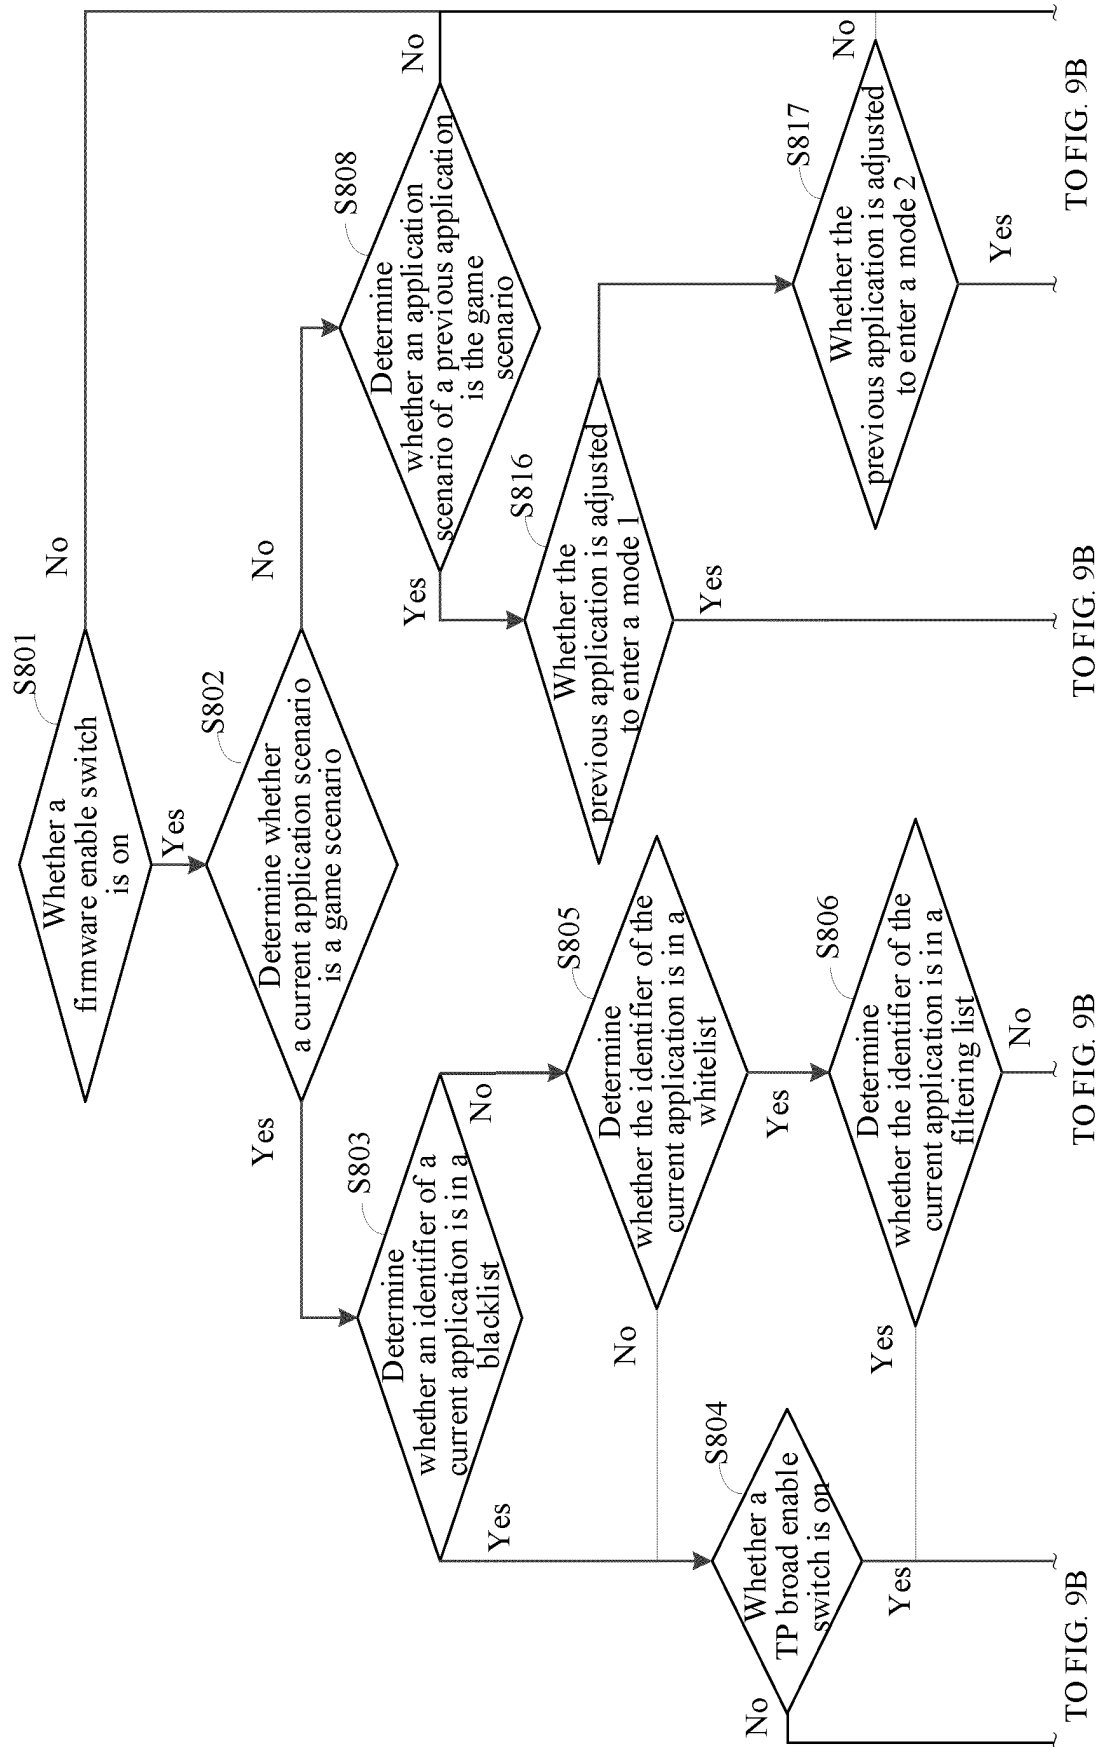 S801
Whether a
firmware enable switch
is on
No
Yes
S802
Determine whether
a current application scenario
is a game scenario
Yes
No
S803
Determine
whether an identifier of a
current application is in a
blacklist
Yes
No
S808
Determine
whether an application
scenario of a previous application
is the game
scenario
Yes
No
S805
Determine
whether the identifier of the
current application is in a
whitelist
No
Yes
S816
Whether the
previous application is adjusted
to enter a mode 1
Yes
S804
Whether a
TP broad enable
switch is on
No
Yes
S806
Determine
whether the identifier of the
current application is in a
filtering list
Yes
No
S817
Whether the
previous application is adjusted
to enter a mode 2
No
Yes
TO FIG. 9B
TO FIG. 9B
TO FIG. 9B
TO FIG. 9B